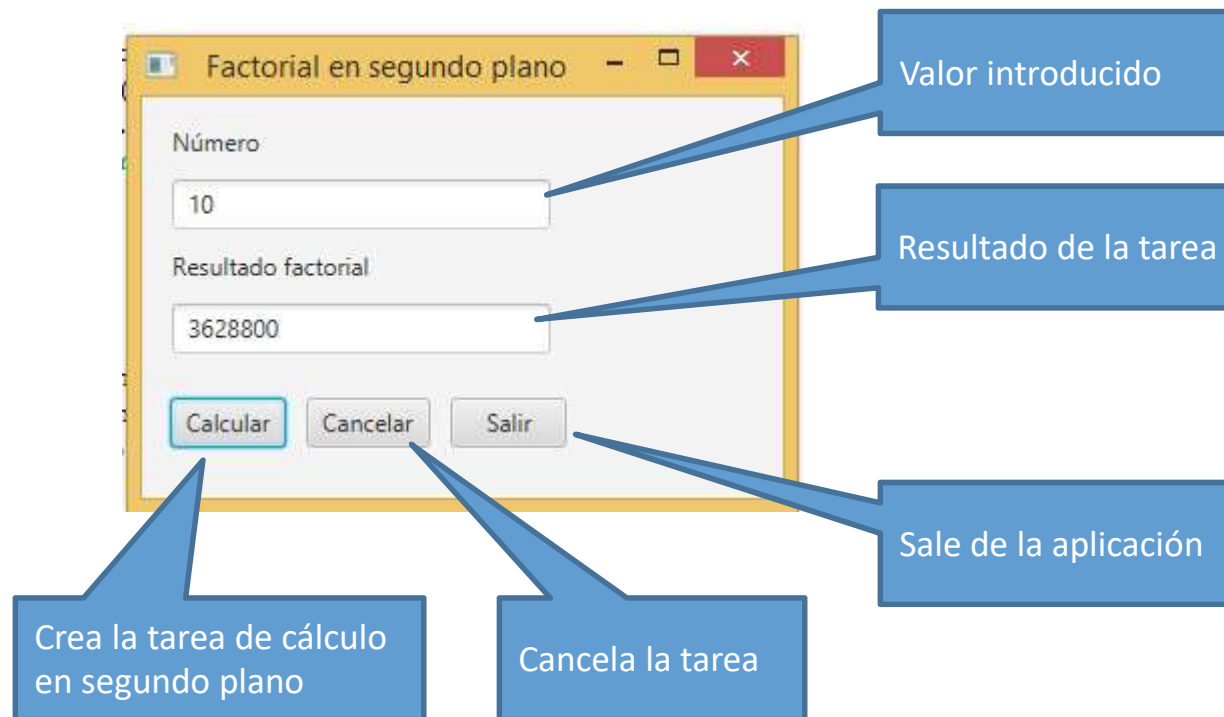 Factorial en segundo plano
Valor introducido
Número
10
Resultado de la tarea
Resultado factorial
3628800
Calcular Cancelar Salir
Sale de la aplicación
Crea la tarea de cálculo
en segundo plano
Cancela la tarea